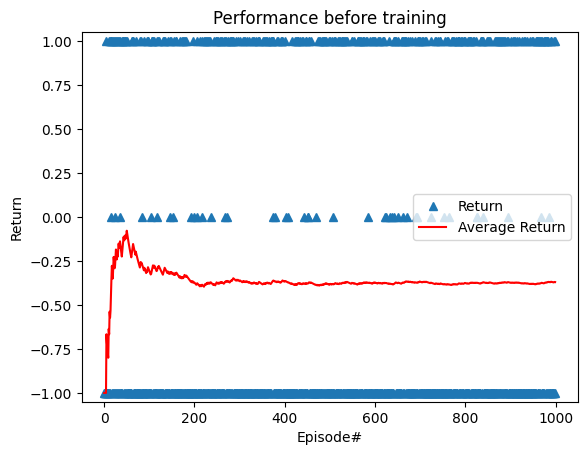 Performance before training
1.00
0.75
0.50
0.25
0.00
−0.25
−0.50
−0.75
−1.00
Return
Return
Average Return
0 200 400 600 800 1000
Episode#